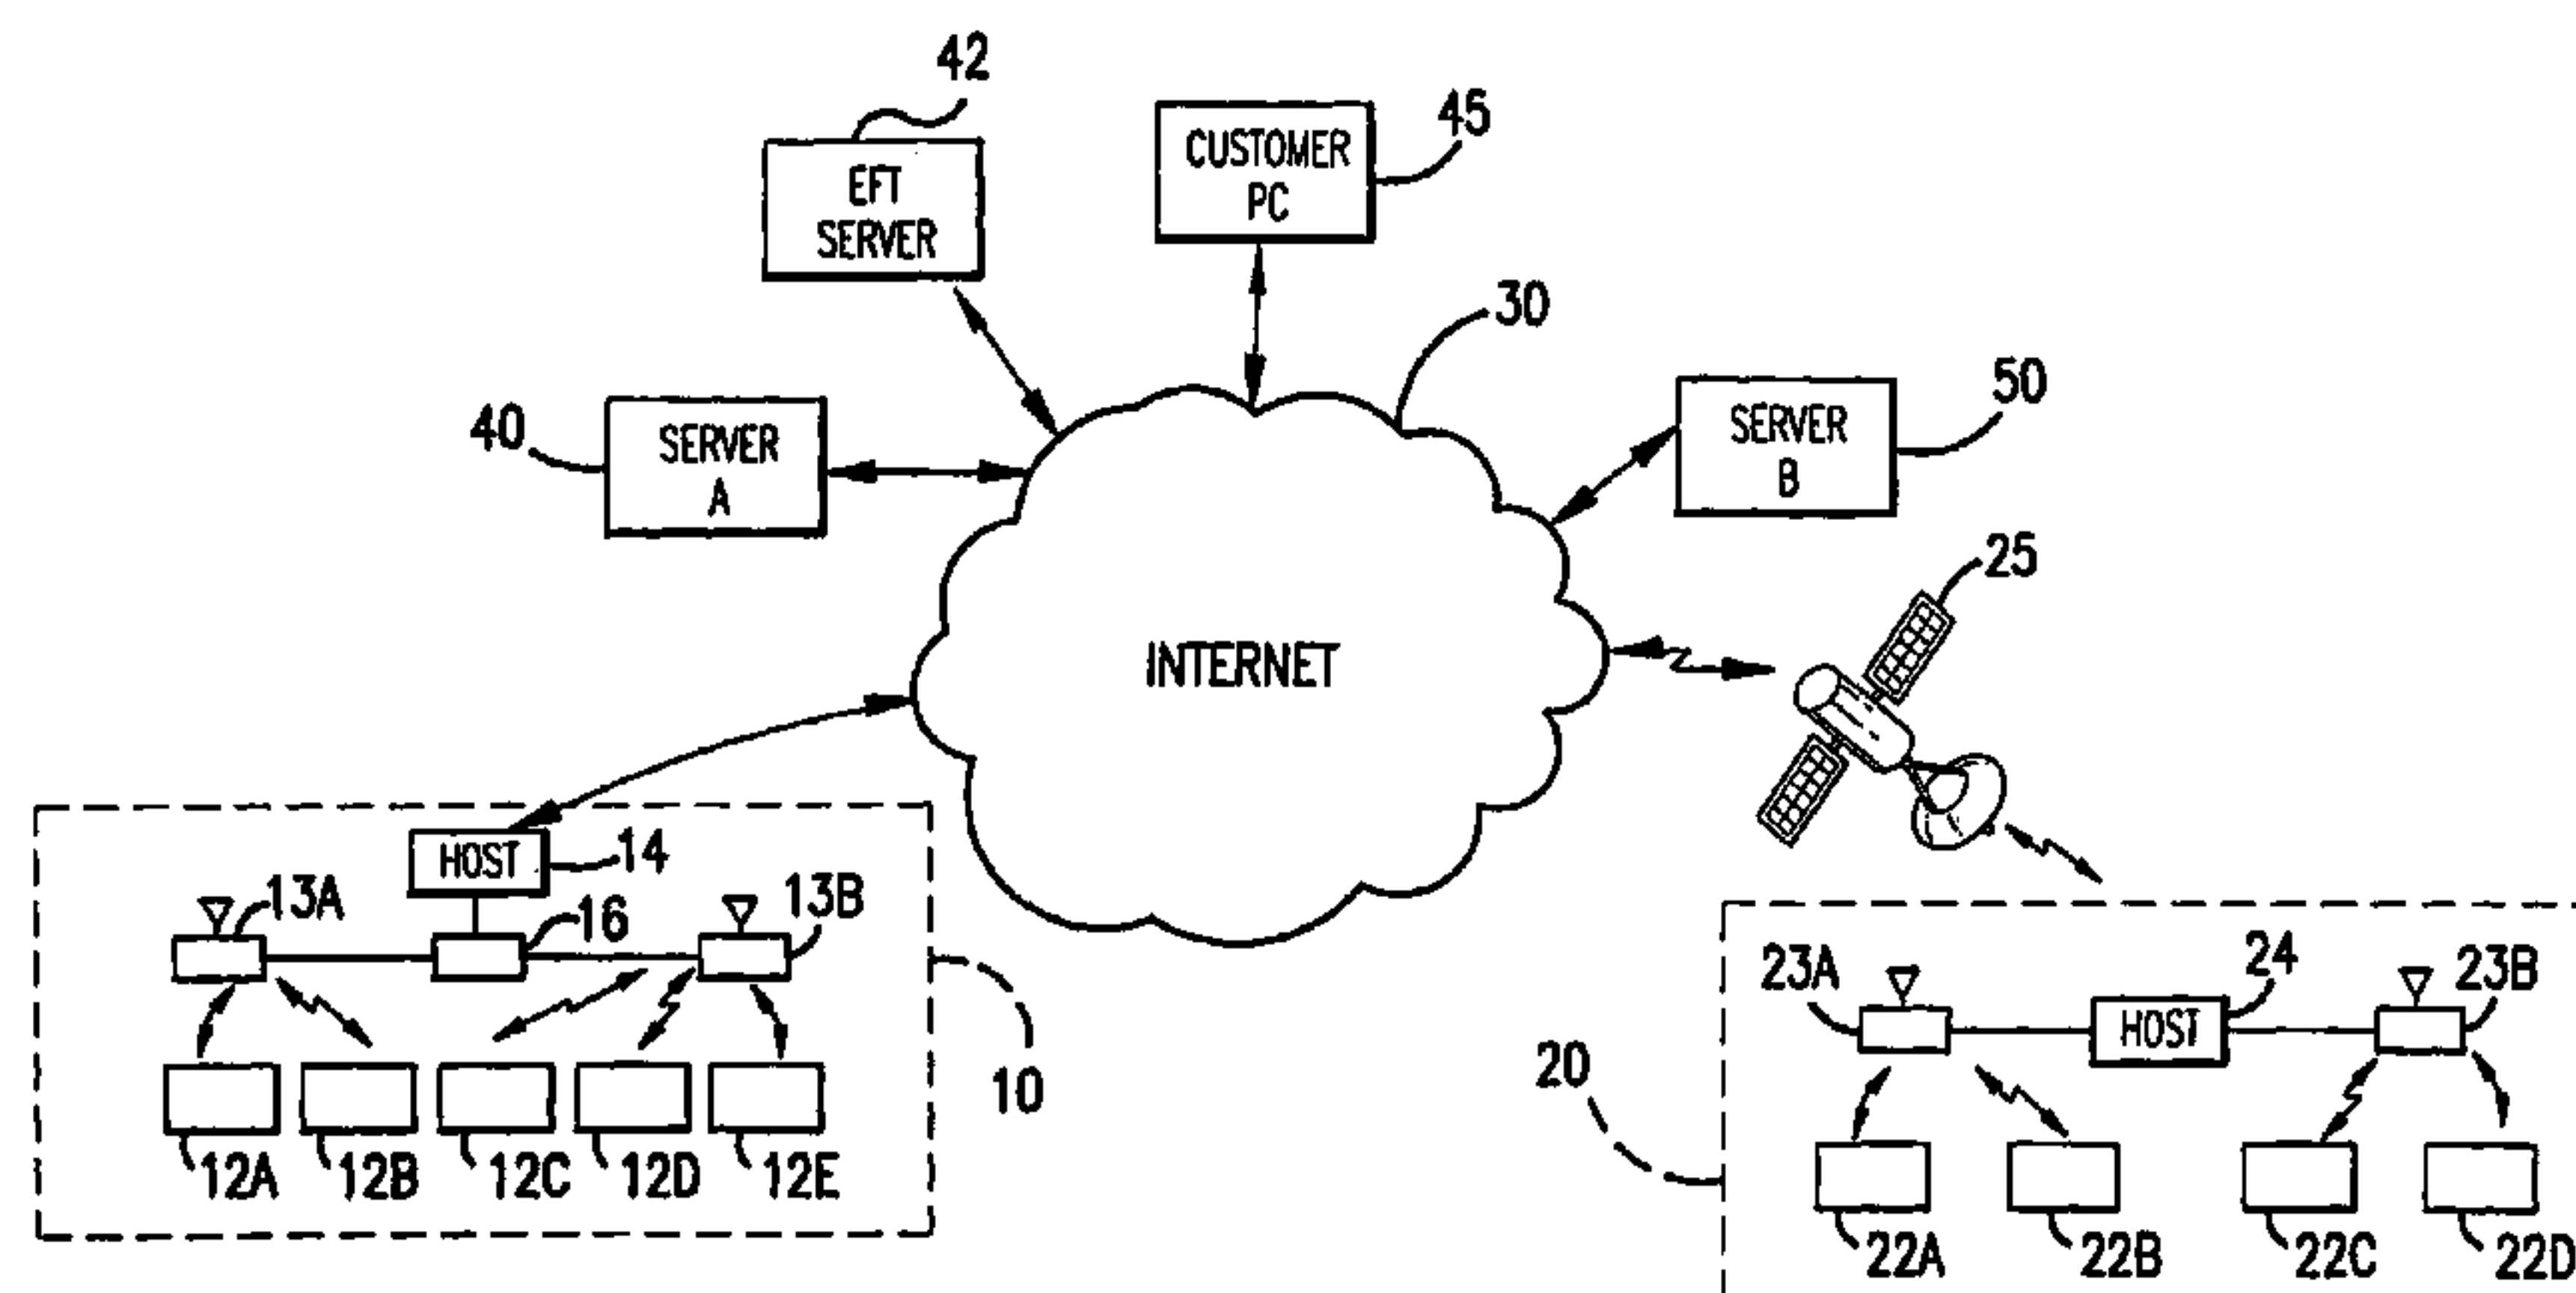 42
EFT
SERVER
CUSTOMER
PC
45
30
40
SERVER
A
SERVER
B
50
25
INTERNET
HOST
14
13A
16
13B
10
12A
12B
12C
12D
12E
23A
HOST
24
23B
20
22A
22B
22C
22D